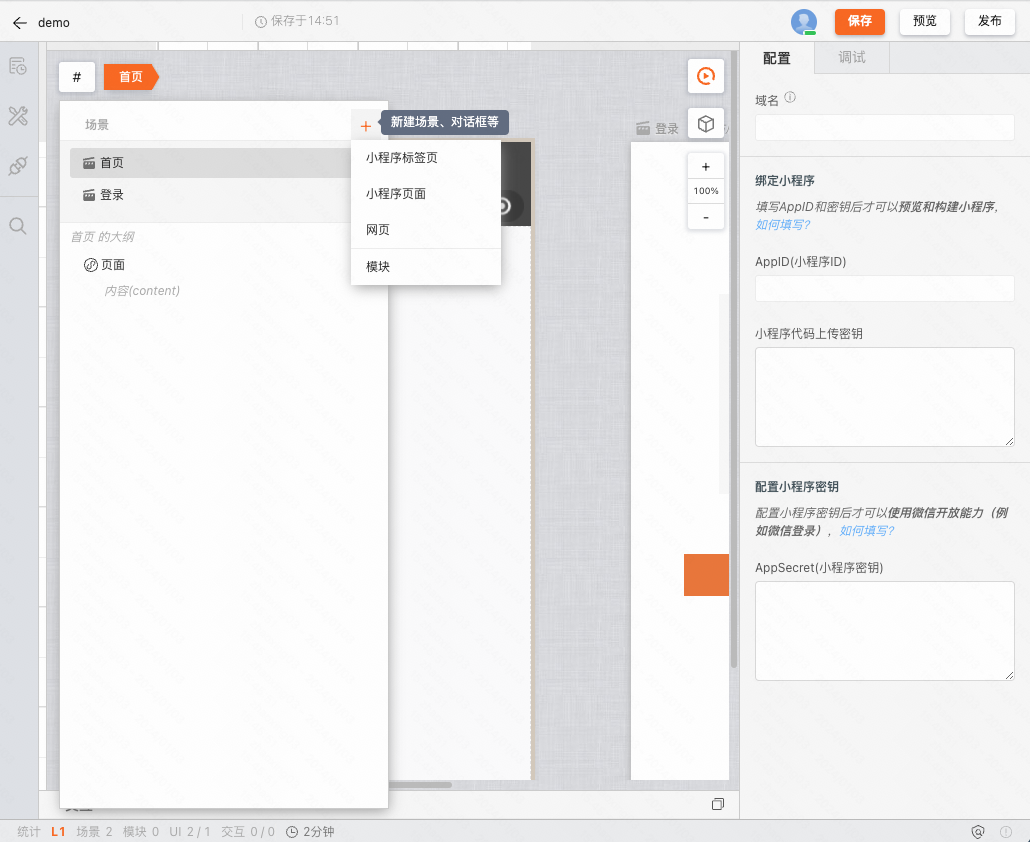 demo
保存于14:51
保存
预览
发布
#
首页
配置
调试
场景
+
新建场景、对话框等
登录
域名
首页
登录
小程序标签页
小程序页面
网页
模块
+
100%
-
首页 的大纲
页面
内容(content)
绑定小程序
填写AppID和密钥后才可以预览和构建小程序，
如何填写?
AppID(小程序ID)
小程序代码上传密钥
配置小程序密钥
配置小程序密钥后才可以使用微信开放能力（例
如微信登录），如何填写?
AppSecret(小程序密钥)
统计 L1 场景 2 模块 0 UI 2 / 1 交互 0 / 0 2分钟